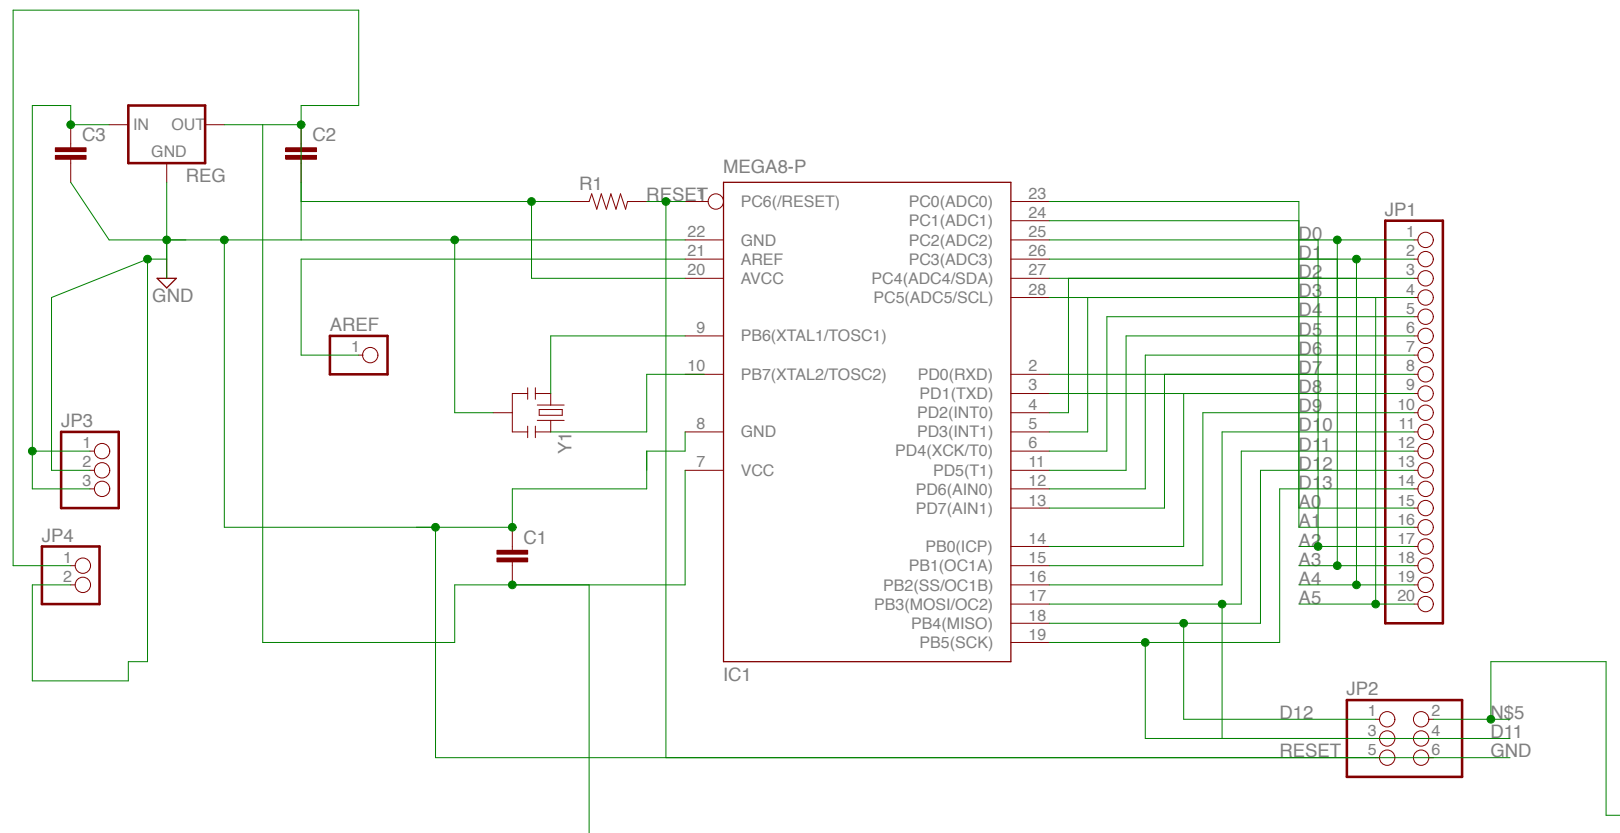 C3
IN OUT
GND
REG
C2
GND
AREF
1
JP3
1
2
3
JP4
1
2
R1
RESET
1
Y1
C1
MEGA8-P
PC6(/RESET)
22 GND
21 AREF
20 AVCC
9 PB6(XTAL1/TOSC1)
10 PB7(XTAL2/TOSC2)
8 GND
7 VCC
PC0(ADC0) 23
PC1(ADC1) 24
PC2(ADC2) 25
PC3(ADC3) 26
PC4(ADC4/SDA) 27
PC5(ADC5/SCL) 28
PD0(RXD) 2
PD1(TXD) 3
PD2(INT0) 4
PD3(INT1) 5
PD4(XCK/T0) 6
PD5(T1) 11
PD6(AIN0) 12
PD7(AIN1) 13
PB0(ICP) 14
PB1(OC1A) 15
PB2(SS/OC1B) 16
PB3(MOSI/OC2) 17
PB4(MISO) 18
PB5(SCK) 19
IC1
JP1
D0 1
D1 2
D2 3
D3 4
D4 5
D5 6
D6 7
D7 8
D8 9
D9 10
D10 11
D11 12
D12 13
D13 14
A0 15
A1 16
A2 17
A3 18
A4 19
A5 20
JP2
D12 1 2 N$5
3 4 D11
RESET 5 6 GND